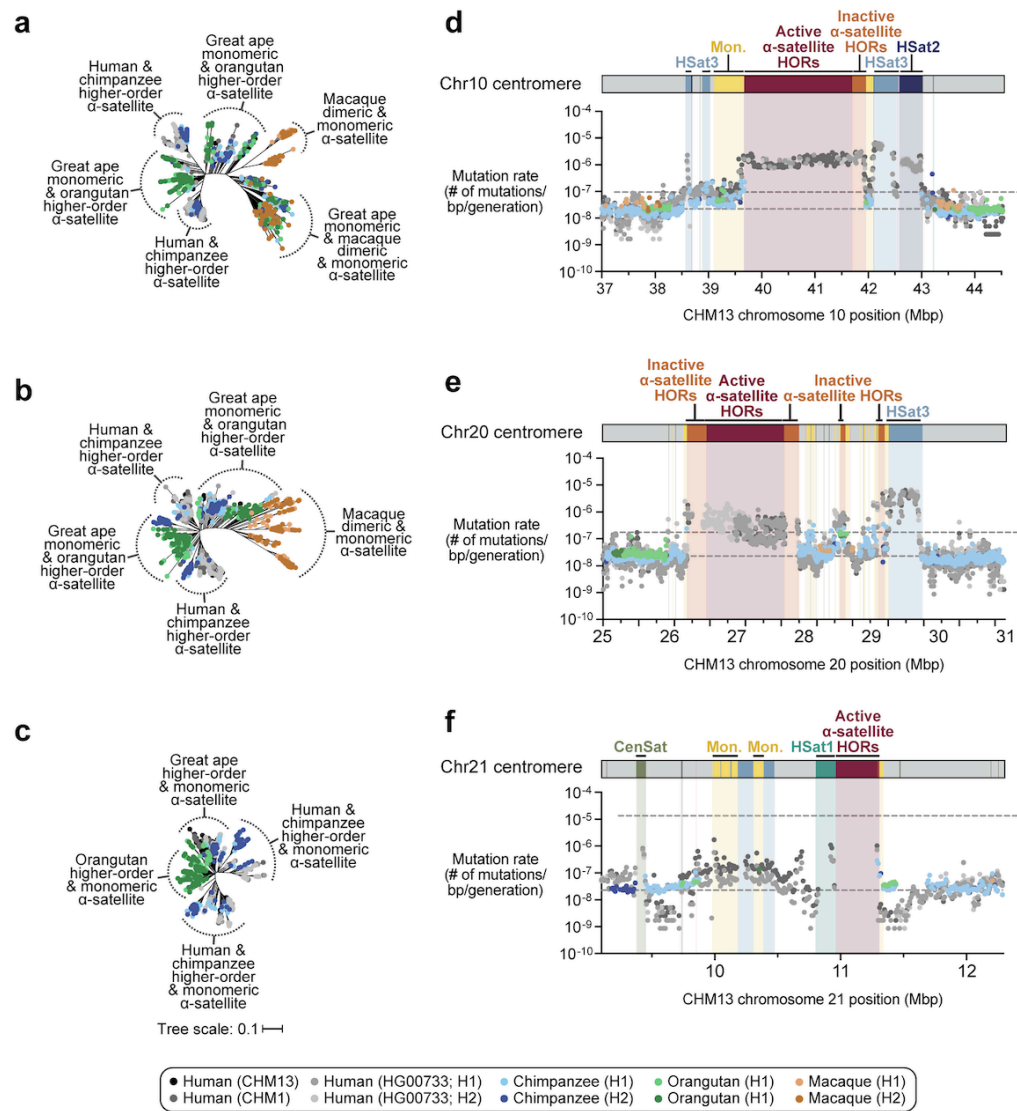 a
Great ape
monomeric
& orangutan
higher-order
α-satellite
Human &
chimpanzee
higher-order
α-satellite
Macaque
dimeric &
monomeric
α-satellite
Great ape
monomeric
& orangutan
higher-order
α-satellite
Human &
chimpanzee
higher-order
α-satellite
Great ape
monomeric
& macaque
dimeric
& monomeric
α-satellite
b
Great ape
monomeric
& orangutan
higher-order
α-satellite
Human &
chimpanzee
higher-order
α-satellite
Great ape
monomeric
& orangutan
higher-order
α-satellite
Macaque
dimeric &
monomeric
α-satellite
Human &
chimpanzee
higher-order
α-satellite
c
Great ape
higher-order
& monomeric
α-satellite
Human &
chimpanzee
higher-order
& monomeric
α-satellite
Orangutan
higher-order
& monomeric
α-satellite
Human &
chimpanzee
higher-order
& monomeric
α-satellite
Tree scale: 0.1
d
HSat3
Mon.
Active
α-satellite
HORs
Inactive
α-satellite
HORs
HSat3
HSat2
Chr10 centromere
Mutation rate
(# of mutations/
bp/generation)
10-4
10-5
10-6
10-7
10-8
10-9
10-10
37 38 39 40 41 42 43 44
CHM13 chromosome 10 position (Mbp)
e
Inactive
α-satellite
HORs
Active
α-satellite
HORs
Inactive
α-satellite HORs
HSat3
Chr20 centromere
Mutation rate
(# of mutations/
bp/generation)
10-4
10-5
10-6
10-7
10-8
10-9
10-10
25 26 27 28 29 30 31
CHM13 chromosome 20 position (Mbp)
f
CenSat
Mon.
Mon.
HSat1
Active
α-satellite
HORs
Chr21 centromere
Mutation rate
(# of mutations/
bp/generation)
10-4
10-5
10-6
10-7
10-8
10-9
10-10
10 11 12
CHM13 chromosome 21 position (Mbp)
Human (CHM13) Human (HG00733; H1) Chimpanzee (H1) Orangutan (H1) Macaque (H1)
Human (CHM1) Human (HG00733; H2) Chimpanzee (H2) Orangutan (H1) Macaque (H2)